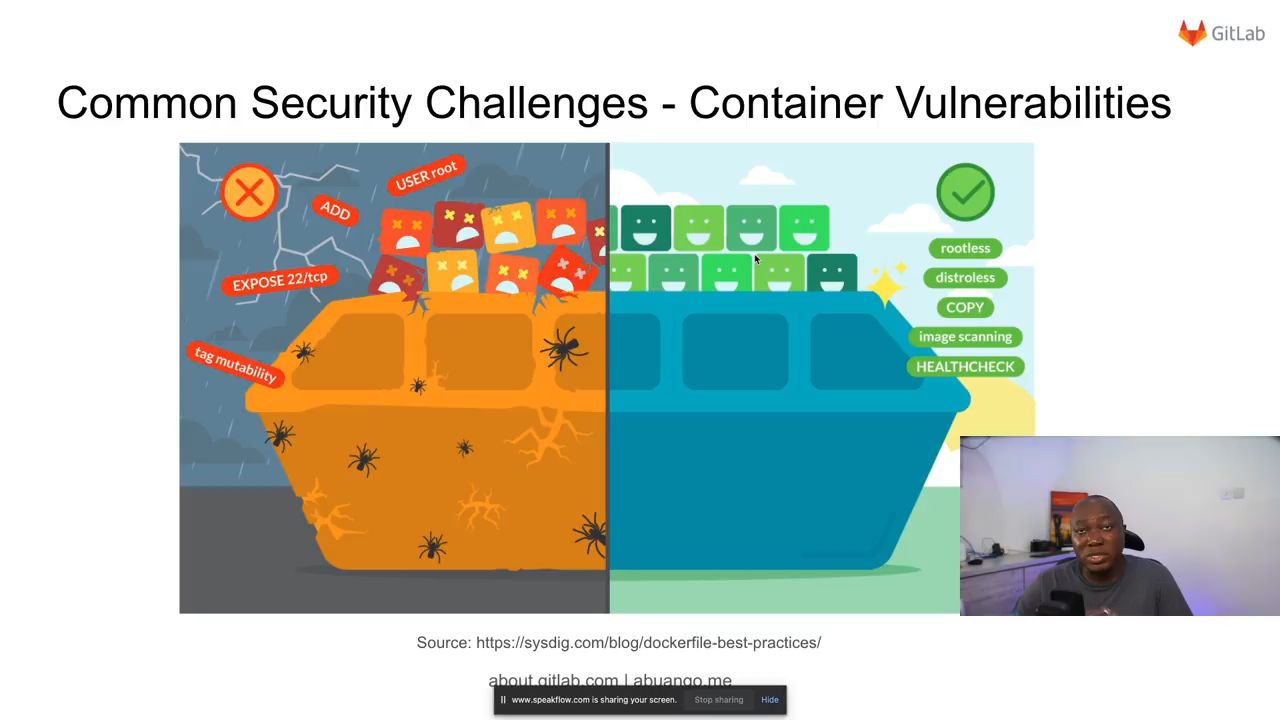 GitLab
Common Security Challenges - Container Vulnerabilities
USER root
ADD
EXPOSE 22/tcp
tag mutability
rootless
distroless
COPY
image scanning
HEALTHCHECK
Source: https://sysdig.com/blog/dockerfile-best-practices/
about.gitlab.com | abuango.me
www.speakflow.com is sharing your screen.
Stop sharing
Hide